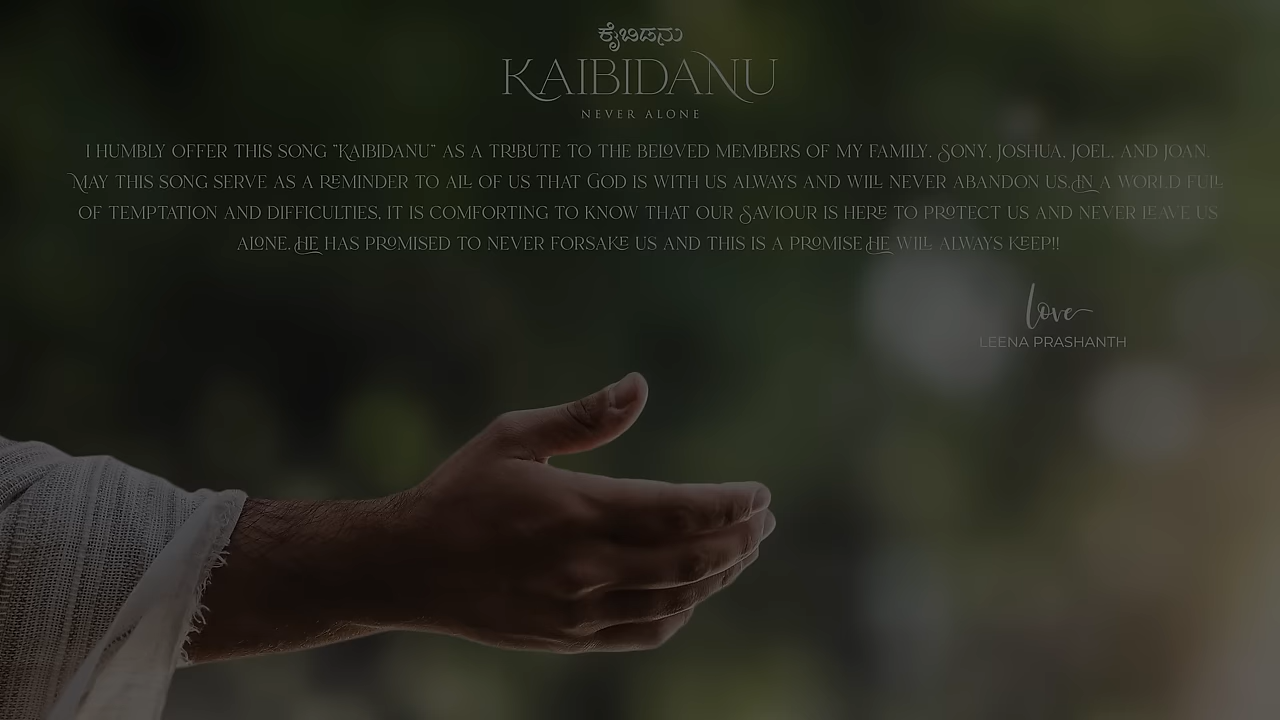 ಕೈಬಿಡನು
KAIBIDANU
NEVER ALONE
I HUMBLY OFFER THIS SONG "KAIBIDANU" AS A TRIBUTE TO THE BELOVED MEMBERS OF MY FAMILY. SONY, JOSHUA, JOEL, AND JOAN.
MAY THIS SONG SERVE AS A REMINDER TO ALL OF US THAT GOD IS WITH US ALWAYS AND WILL NEVER ABANDON US.IN A WORLD FULL
OF TEMPTATION AND DIFFICULTIES, IT IS COMFORTING TO KNOW THAT OUR SAVIOUR IS HERE TO PROTECT US AND NEVER LEAVE US
ALONE.HE HAS PROMISED TO NEVER FORSAKE US AND THIS IS A PROMISE HE WILL ALWAYS KEEP!!
love
LEENA PRASHANTH